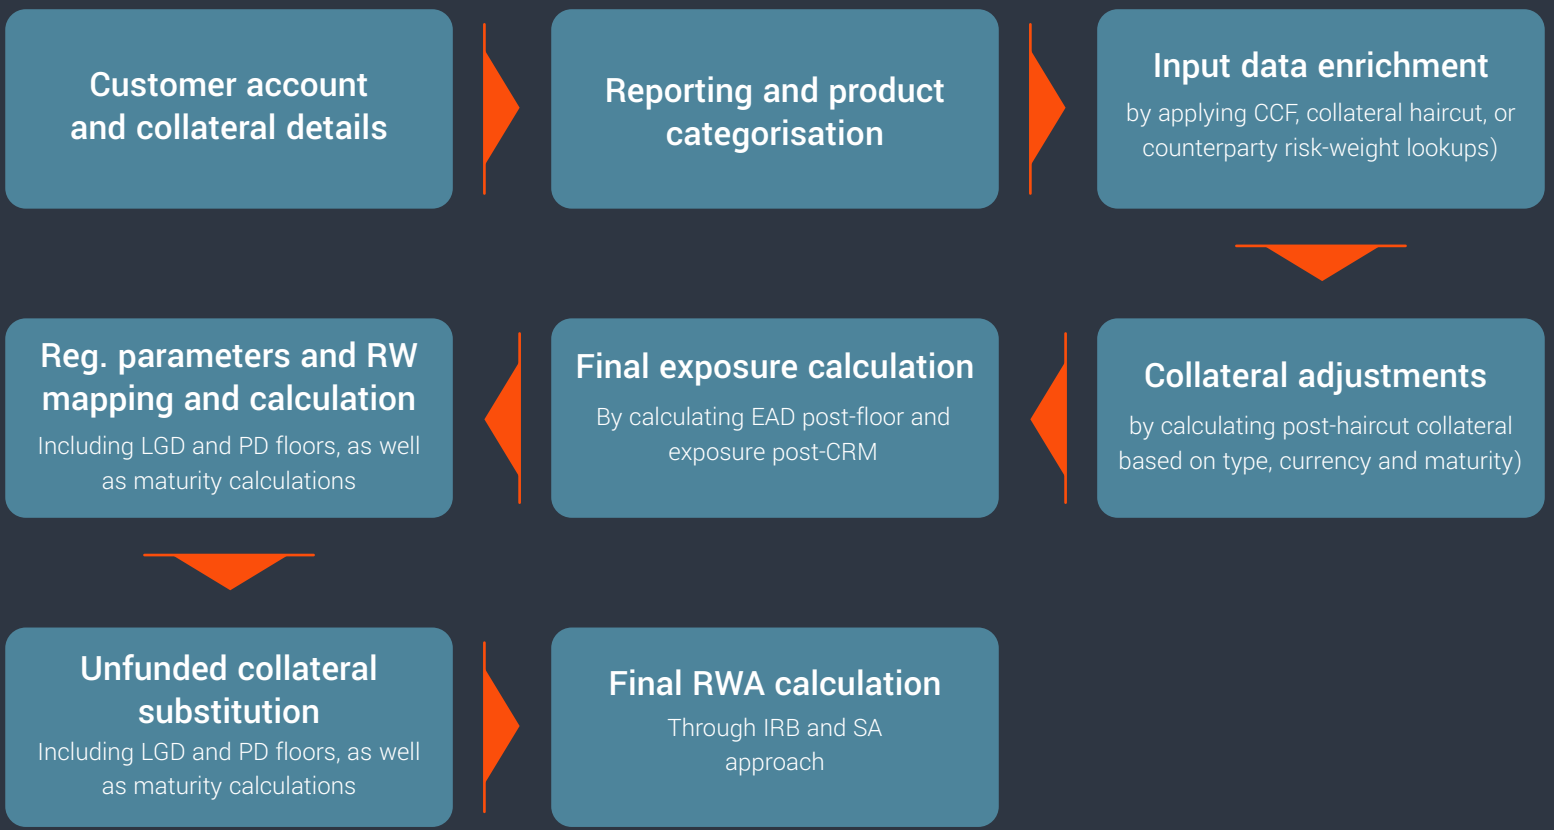 Customer account
and collateral details
Reporting and product
categorisation
Input data enrichment
by applying CCF, collateral haircut, or
counterparty risk-weight lookups)
Collateral adjustments
by calculating post-haircut collateral
based on type, currency and maturity)
Final exposure calculation
By calculating EAD post-floor and
exposure post-CRM
Reg. parameters and RW
mapping and calculation
Including LGD and PD floors, as well
as maturity calculations
Unfunded collateral
substitution
Including LGD and PD floors, as well
as maturity calculations
Final RWA calculation
Through IRB and SA
approach